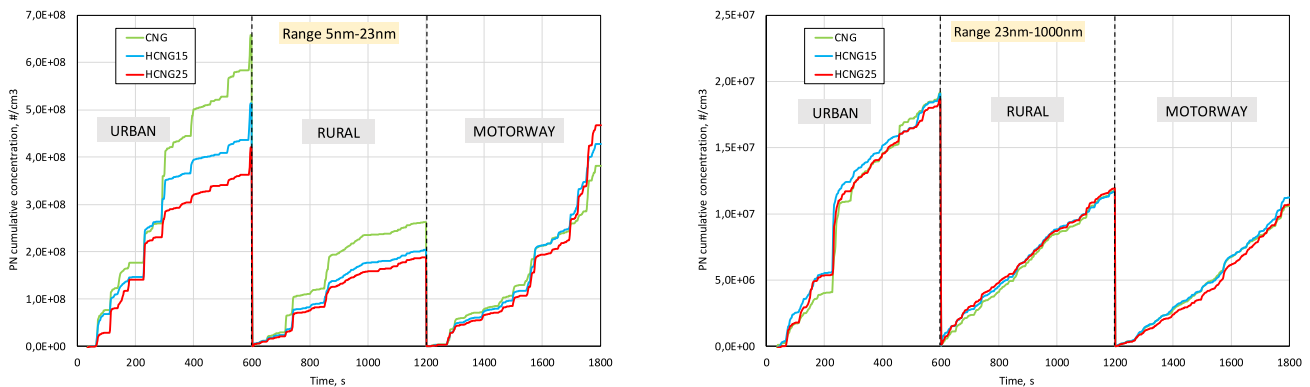 7,0E+08
6,0E+08
5,0E+08
4,0E+08
3,0E+08
2,0E+08
1,0E+08
0,0E+00
PN cumulative concentration, #/cm3
CNG
HCNG15
HCNG25
Range 5nm-23nm
URBAN
RURAL
MOTORWAY
0 200 400 600 800 1000 1200 1400 1600 1800
Time, s
2,5E+07
2,0E+07
1,5E+07
1,0E+07
5,0E+06
0,0E+00
PN cumulative concentration, #/cm3
CNG
HCNG15
HCNG25
Range 23nm-1000nm
URBAN
RURAL
MOTORWAY
0 200 400 600 800 1000 1200 1400 1600 1800
Time, s